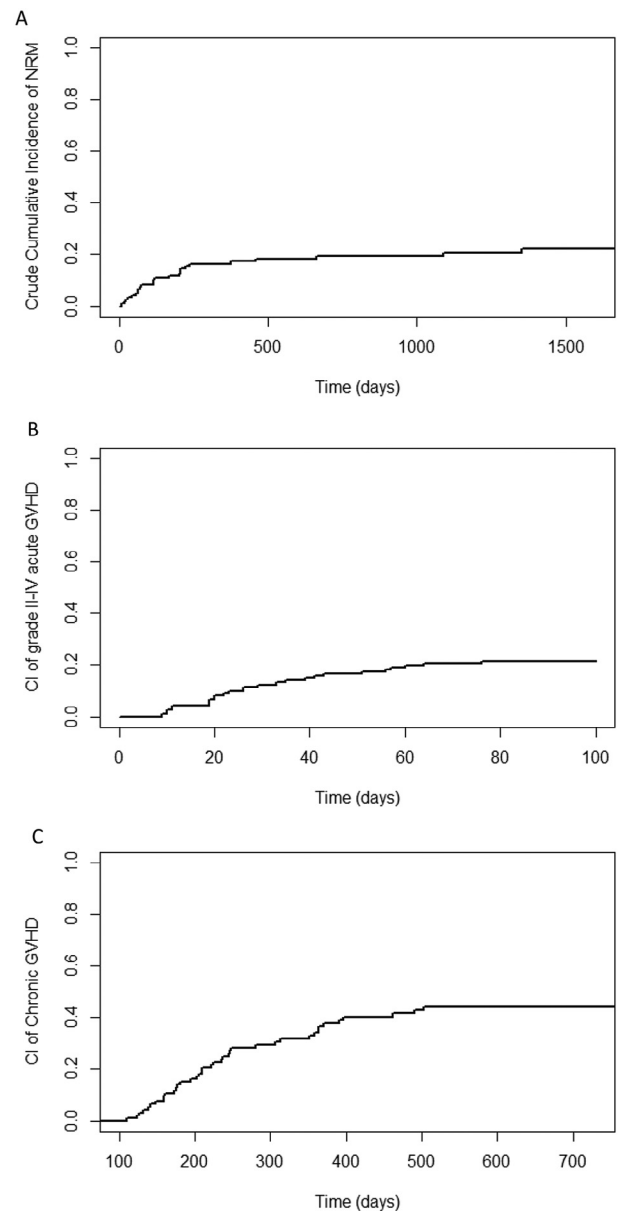 A
Crude Cumulative Incidence of NRM
1.0
0.8
0.6
0.4
0.2
0.0
0 500 1000 1500
Time (days)
B
CI of grade II-IV acute GVHD
1.0
0.8
0.6
0.4
0.2
0.0
0 20 40 60 80 100
Time (days)
C
CI of Chronic GVHD
1.0
0.8
0.6
0.4
0.2
0.0
100 200 300 400 500 600 700
Time (days)